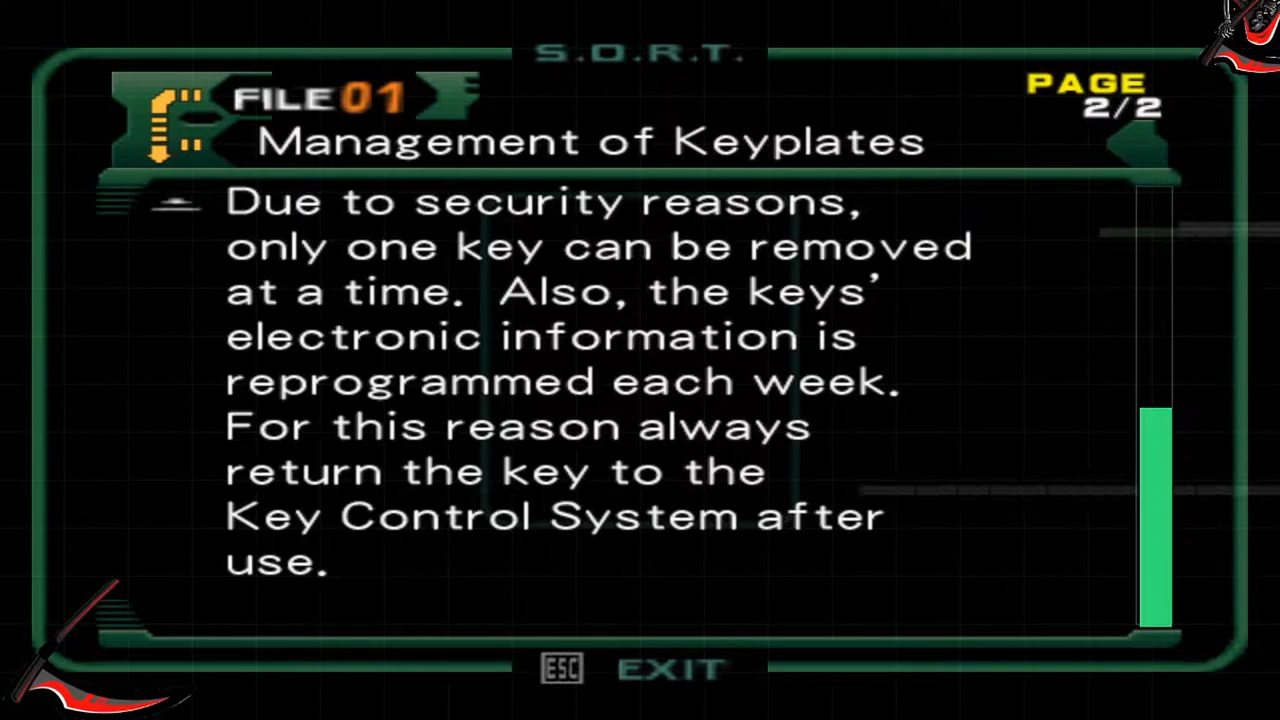 S.O.R.T.
FILE 01
PAGE
2/2
Management of Keyplates
Due to security reasons,
only one key can be removed
at a time. Also, the keys’
electronic information is
reprogrammed each week.
For this reason always
return the key to the
Key Control System after
use.
ESC EXIT